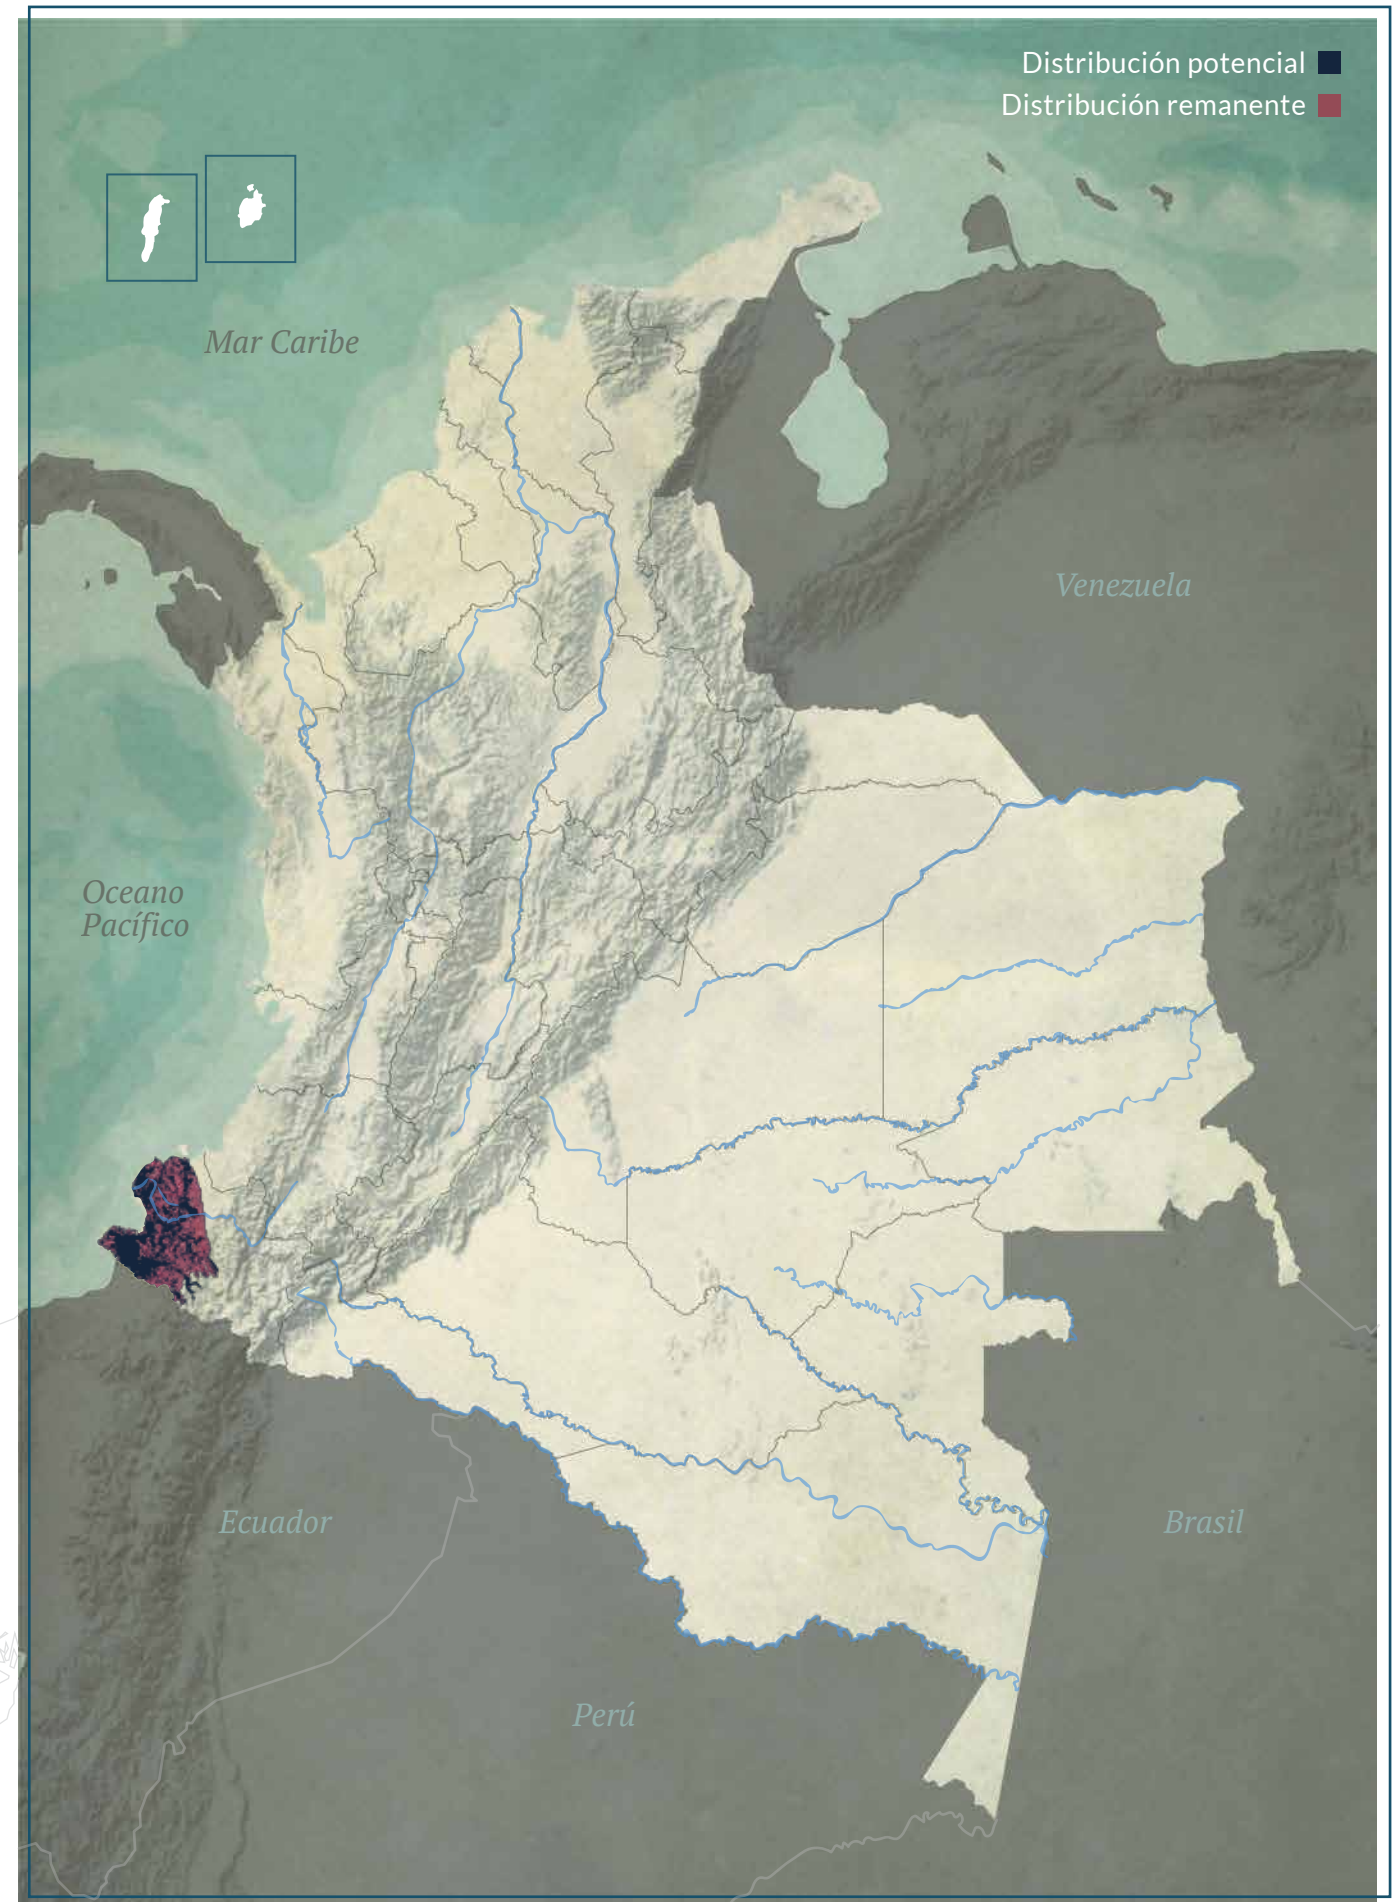 Distribución potencial
Distribución remanente
Mar Caribe
Venezuela
Oceano
Pacífico
Ecuador
Brasil
Perú